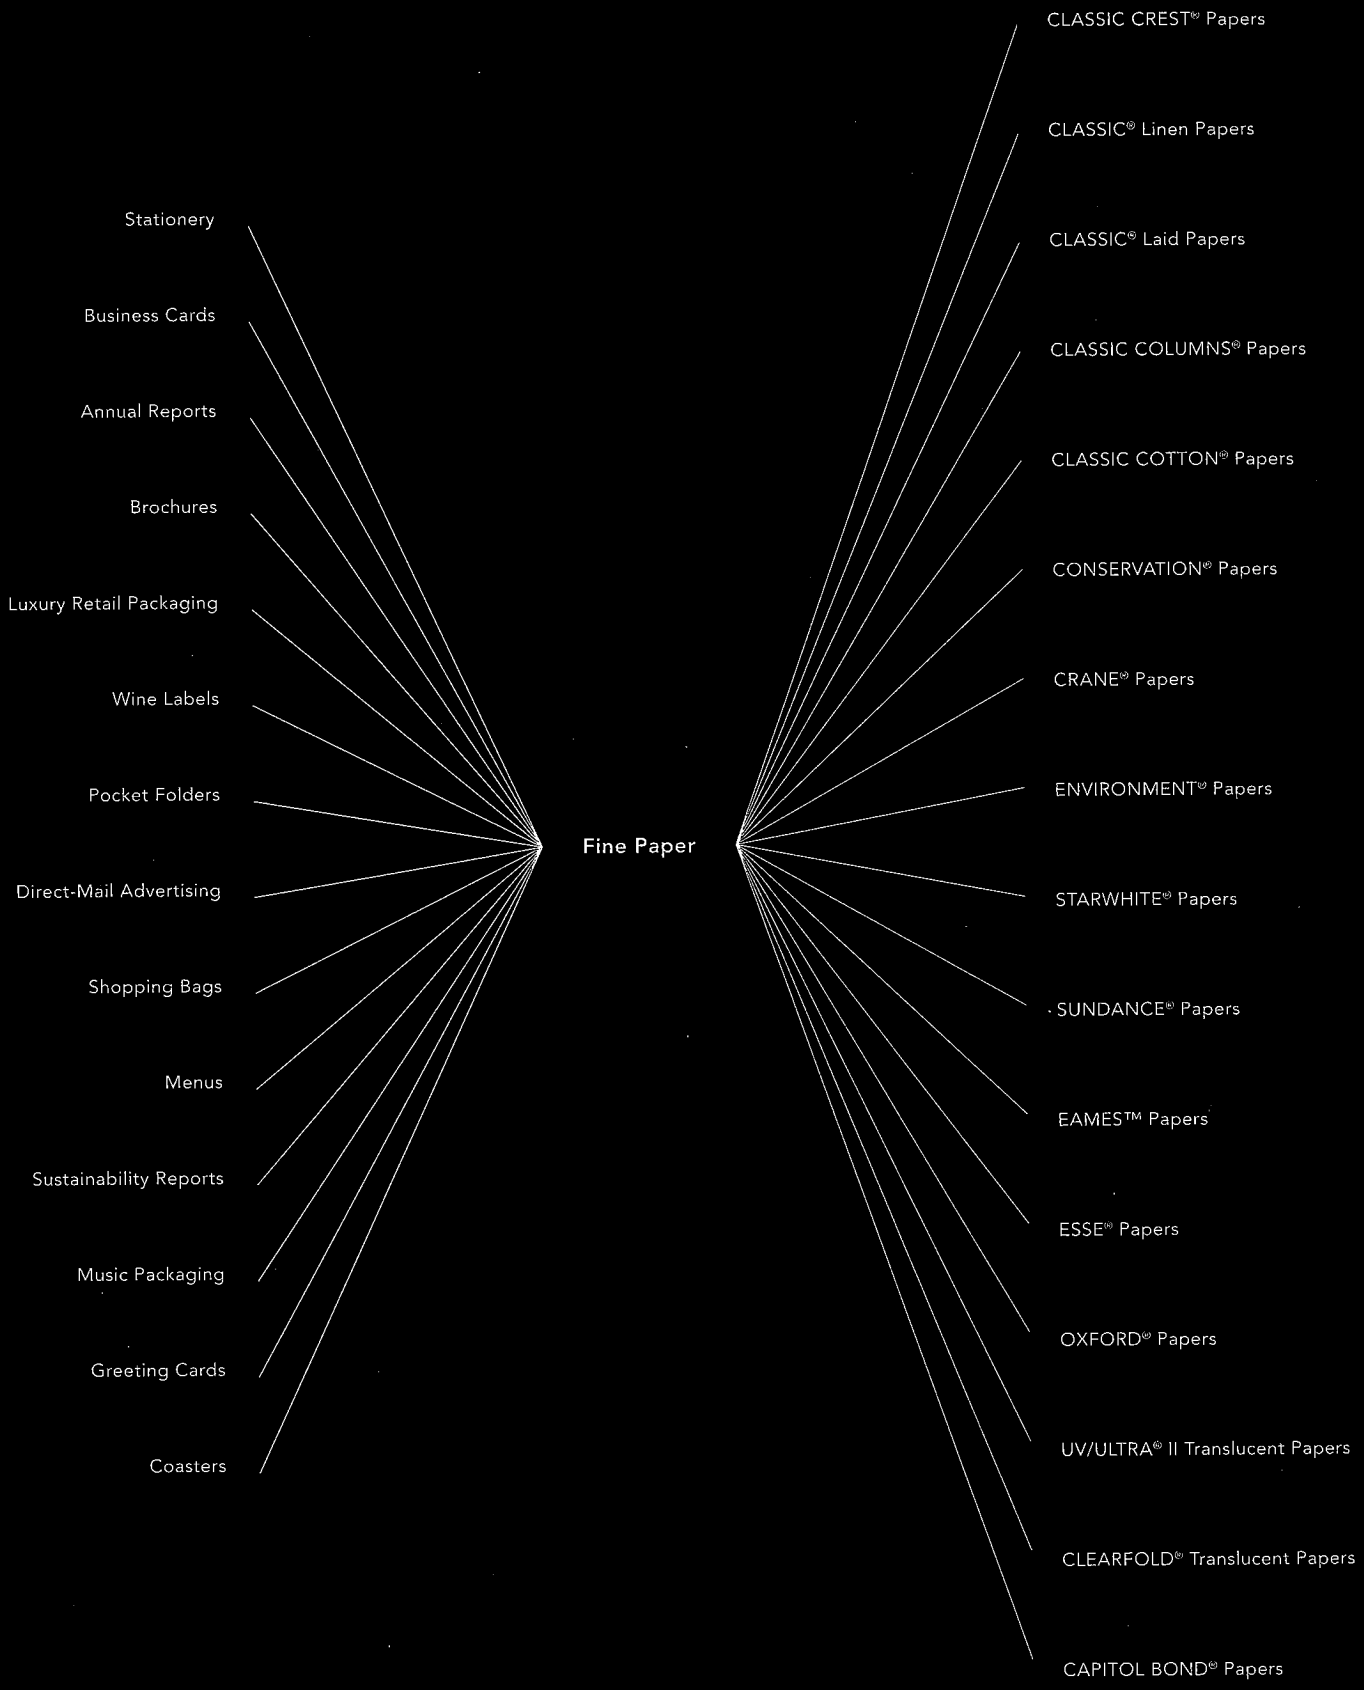 Stationery
Business Cards
Annual Reports
Brochures
Luxury Retail Packaging
Wine Labels
Pocket Folders
Direct-Mail Advertising
Shopping Bags
Menus
Sustainability Reports
Music Packaging
Greeting Cards
Coasters
Fine Paper
CLASSIC CREST® Papers
CLASSIC® Linen Papers
CLASSIC® Laid Papers
CLASSIC COLUMNS® Papers
CLASSIC COTTON® Papers
CONSERVATION® Papers
CRANE® Papers
ENVIRONMENT® Papers
STARWHITE® Papers
SUNDANCE® Papers
EAMES™ Papers
ESSE® Papers
OXFORD® Papers
UV/ULTRA® II Translucent Papers
CLEARFOLD® Translucent Papers
CAPITOL BOND® Papers